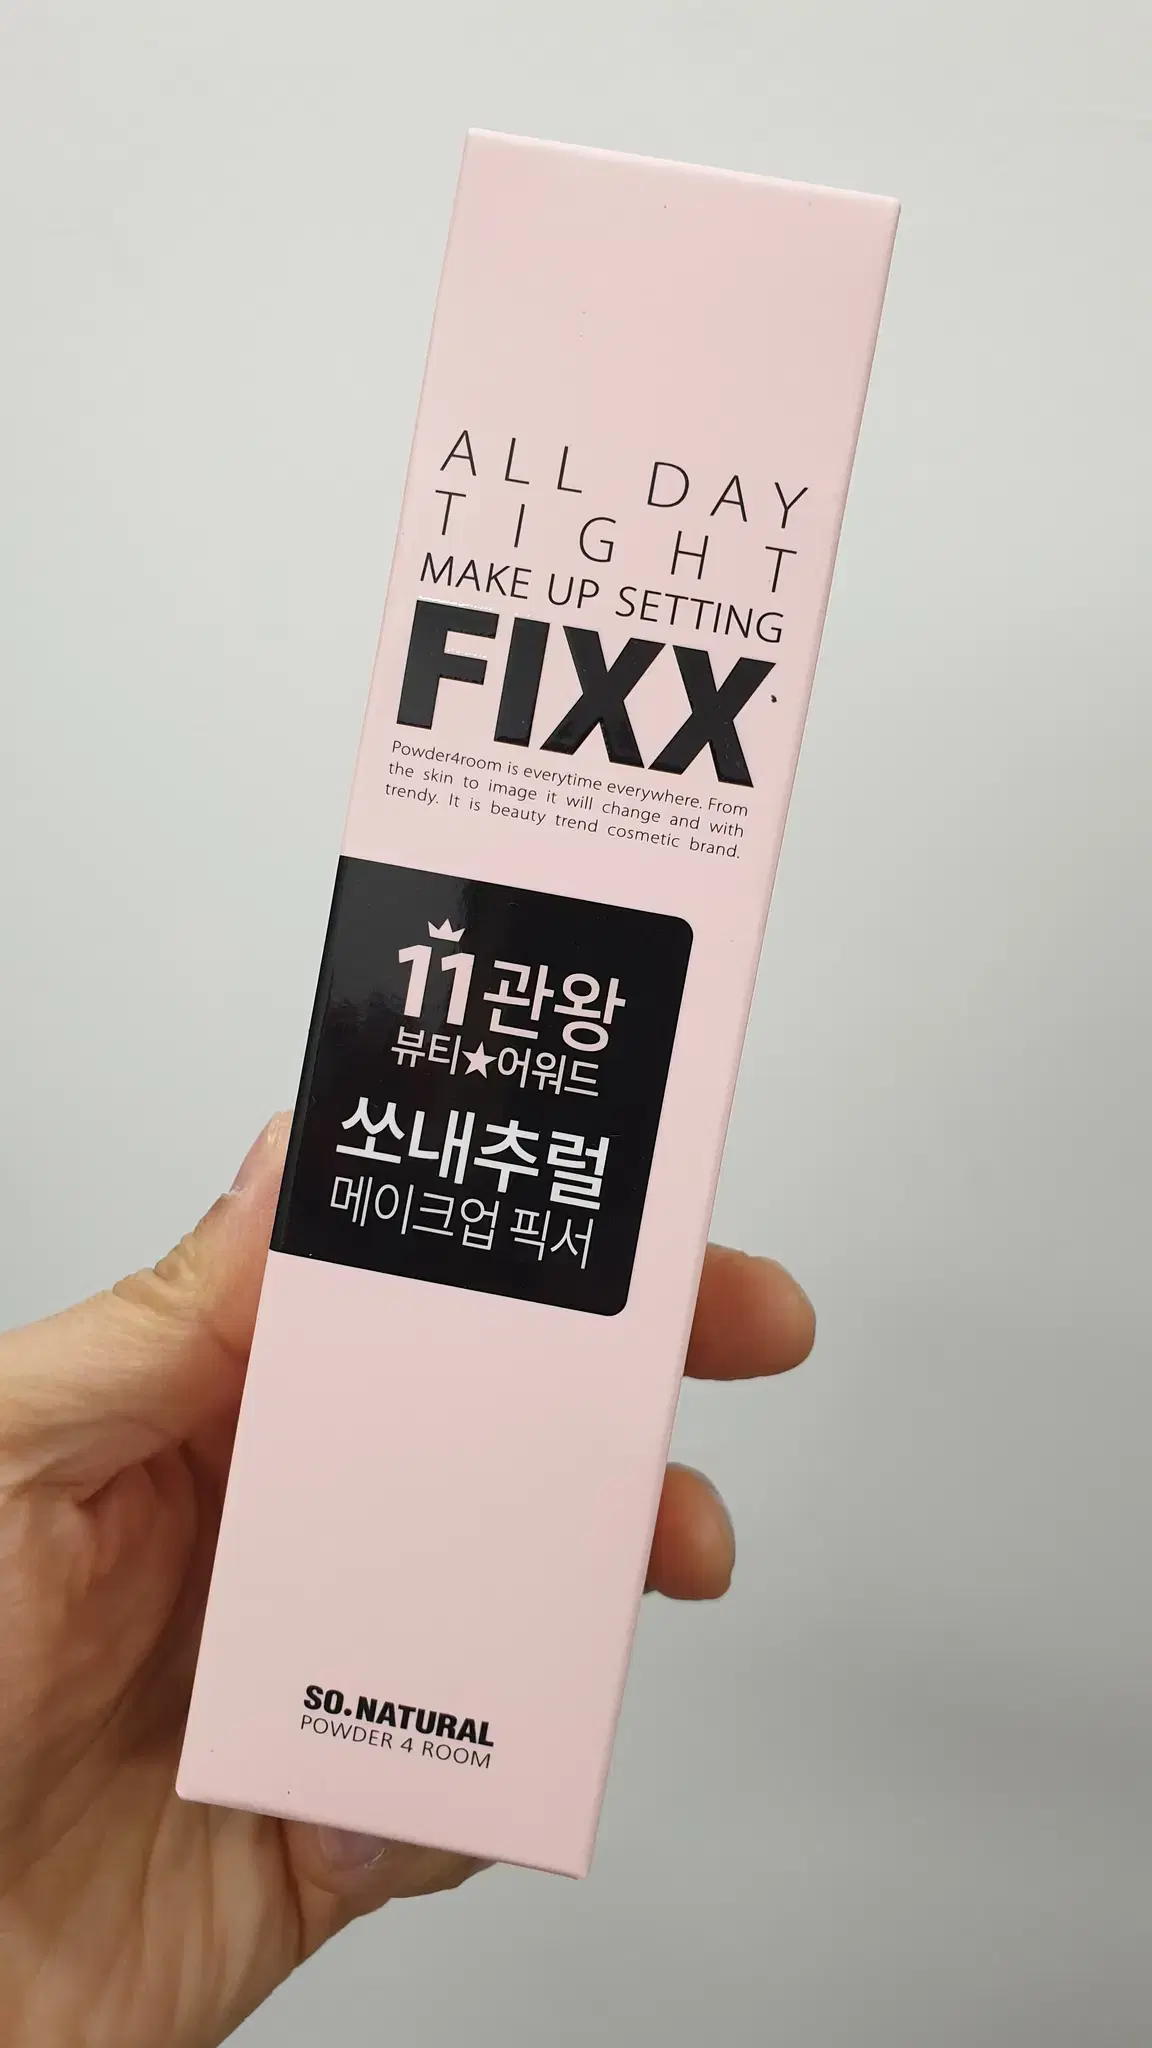 ALL DAY
TIGHT
MAKE UP SETTING
FIXX
Powder4room is everytime everywhere. From
the skin to image it will change and with
trendy. It is beauty trend cosmetic brand.
11관왕
뷰티★어워드
쏘내추럴
메이크업 픽서
SO.NATURAL
POWDER 4 ROOM